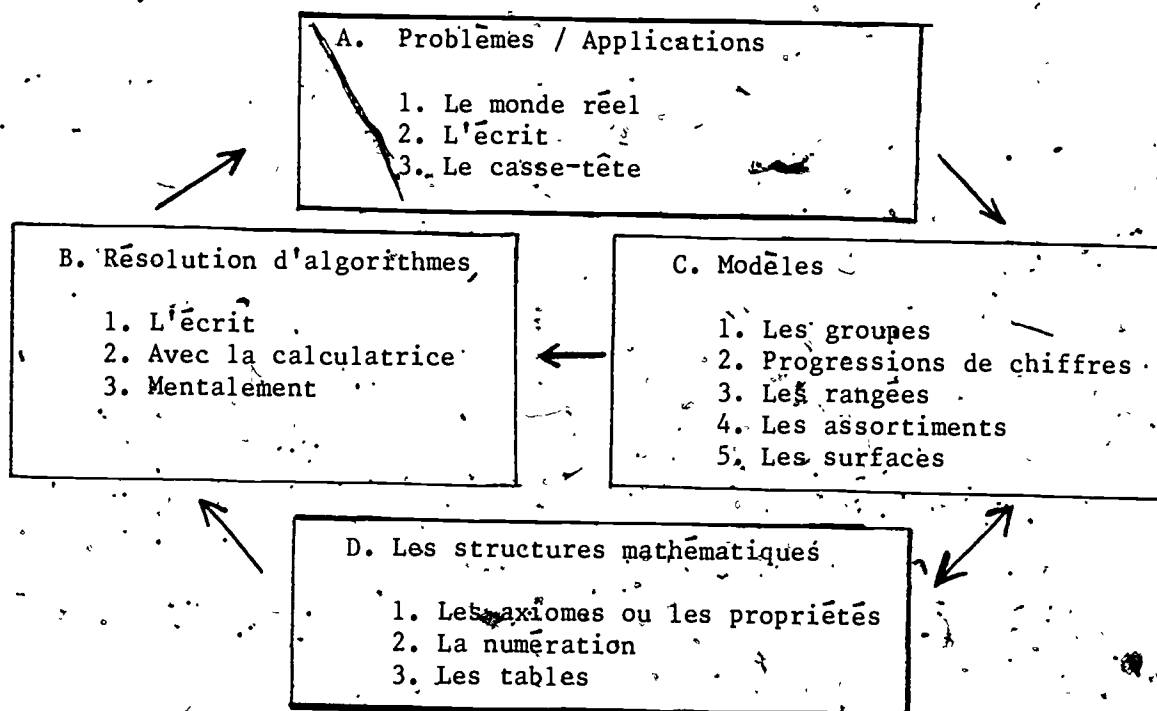 A. Problèmes / Applications
1. Le monde réel
2. L'écrit
3. Le casse-tête
B. Résolution d'algorithmes
1. L'écrit
2. Avec la calculatrice
3. Mentalement
C. Modèles
1. Les groupes
2. Progressions de chiffres
3. Les rangées
4. Les assortiments
5. Les surfaces
D. Les structures mathématiques
1. Les axiomes ou les propriétés
2. La numération
3. Les tables